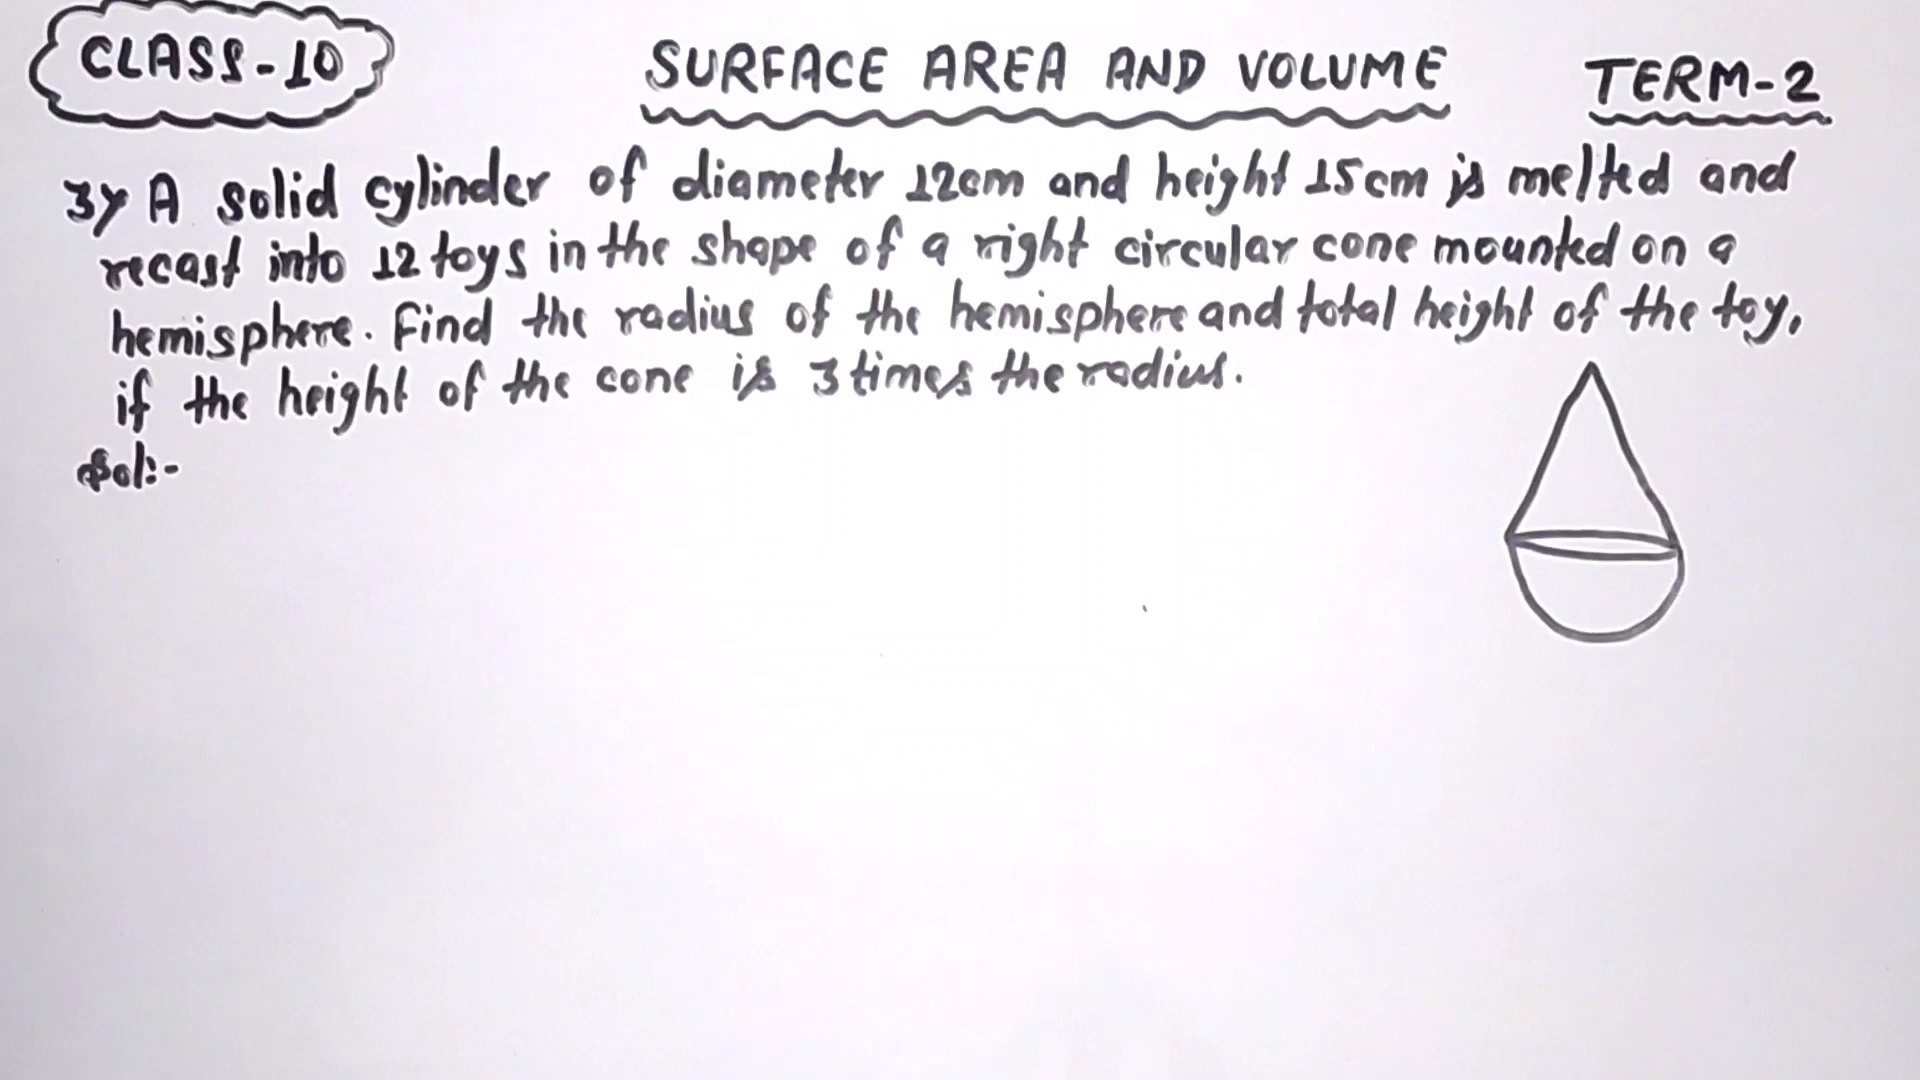 CLASS-10
SURFACE AREA AND VOLUME
TERM-2
3) A solid cylinder of diameter 12cm and height 15cm is melted and
recast into 12 toys in the shape of a right circular cone mounted on a
hemisphere. Find the radius of the hemisphere and total height of the toy,
if the height of the cone is 3 times the radius.
Sol:-